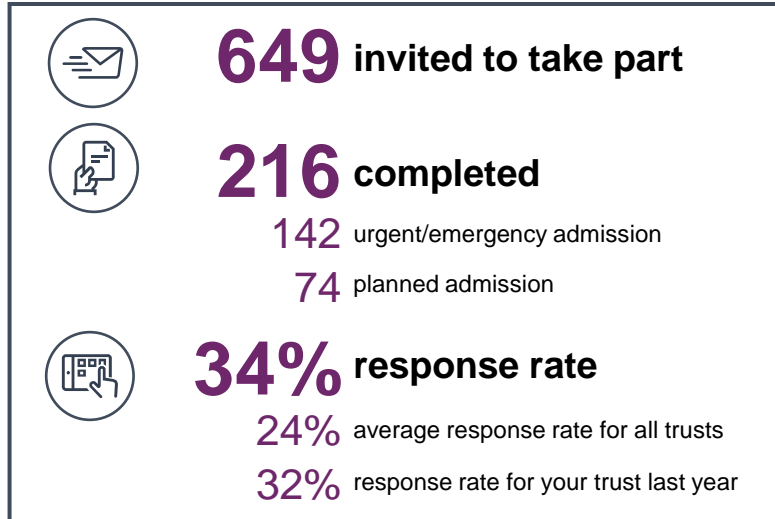 649 invited to take part
216 completed
142 urgent/emergency admission
74 planned admission
34% response rate
24% average response rate for all trusts
32% response rate for your trust last year